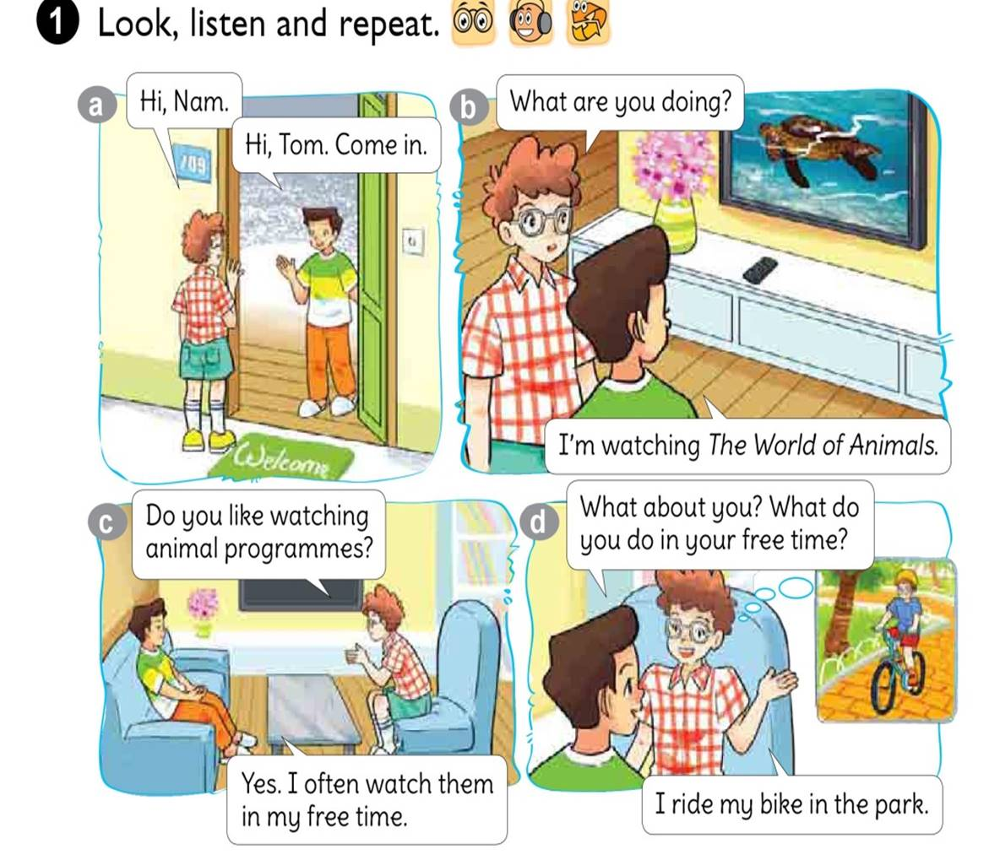 1 Look, listen and repeat.
a
Hi, Nam.
Hi, Tom. Come in.
109
Welcome
b
What are you doing?
I'm watching The World of Animals.
c
Do you like watching
animal programmes?
Yes. I often watch them
in my free time.
d
What about you? What do
you do in your free time?
I ride my bike in the park.